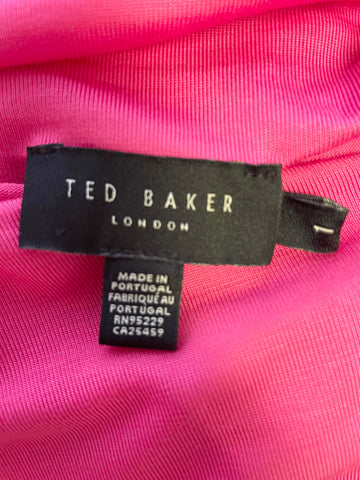 TED BAKER
LONDON
1
MADE IN
PORTUGAL
FABRIQUÉ AU
PORTUGAL
RN95229
CA25459